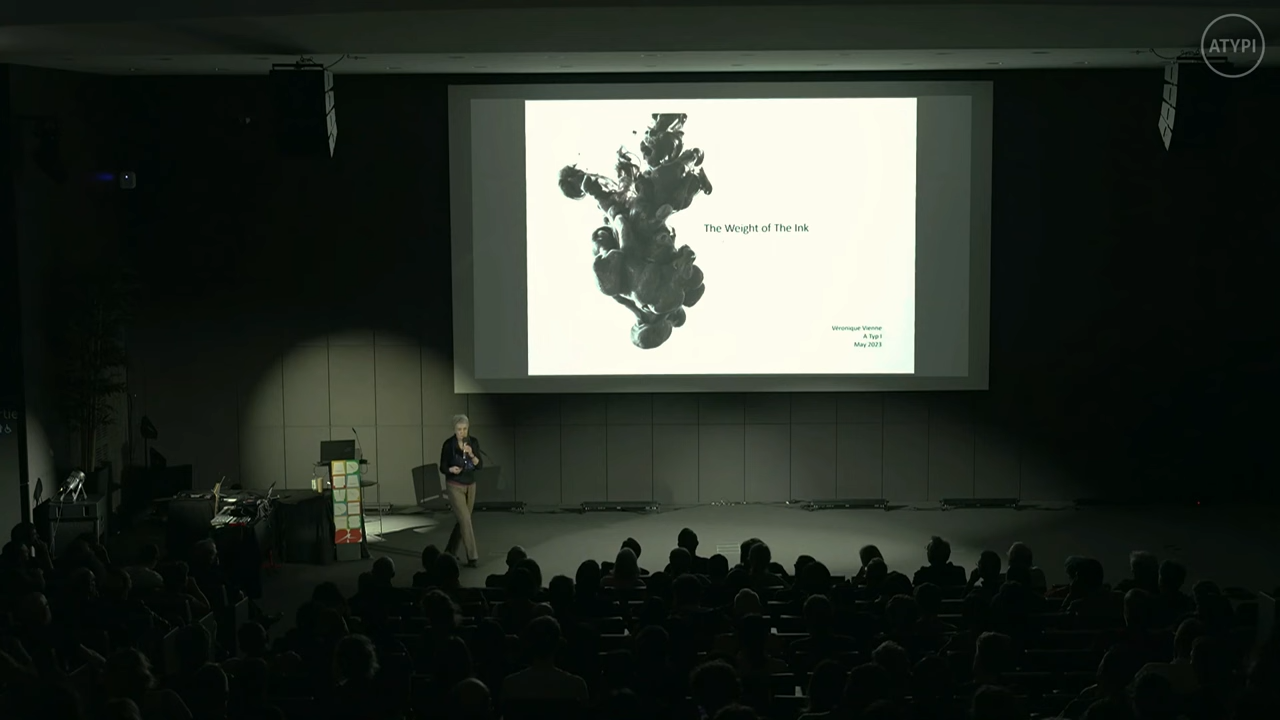 ATYPI
The Weight of The Ink
Véronique Vienne
A Typ I
May 2023